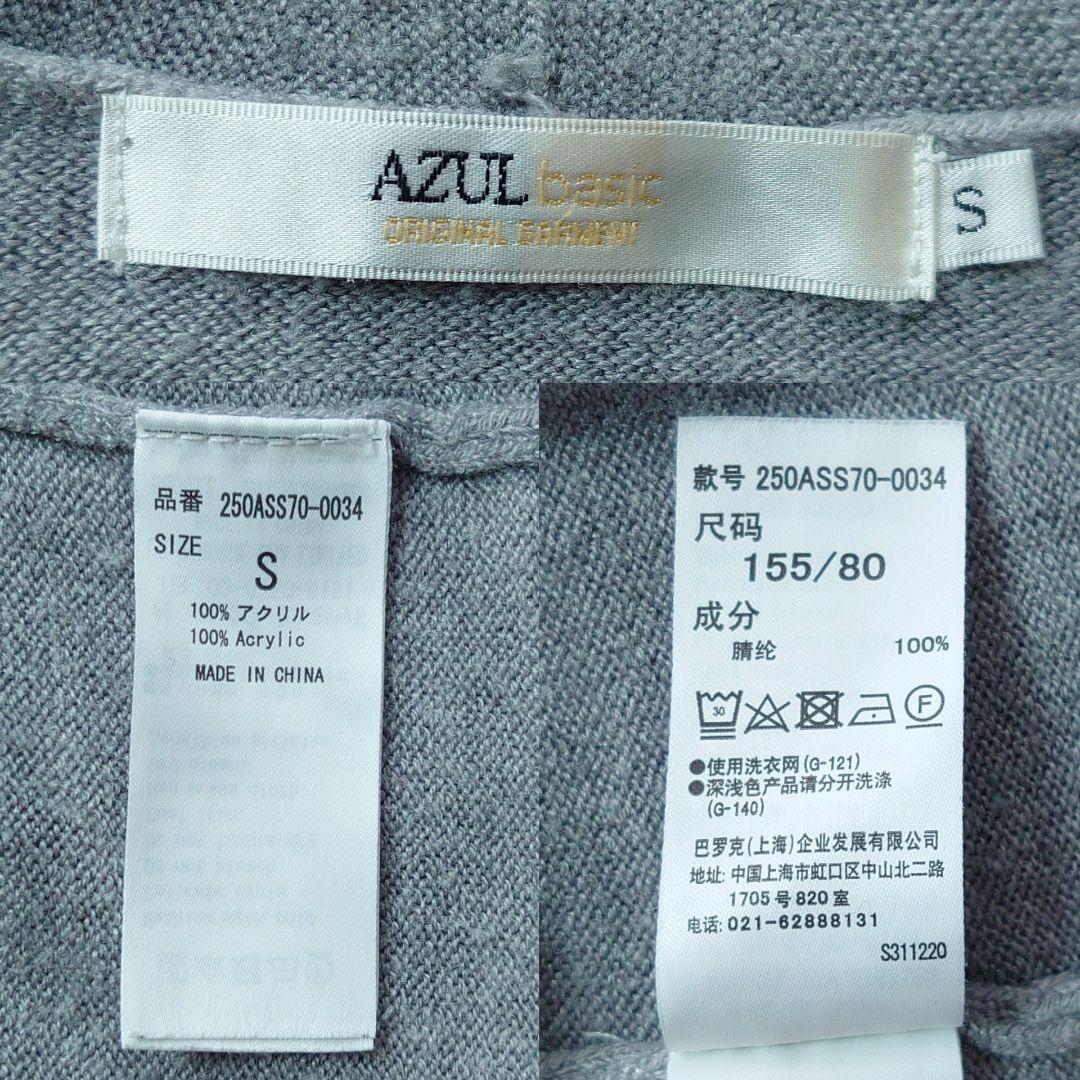 AZUL basic
ORIGINAL GARMENT
S
品番 250ASS70-0034
SIZE
S
100% アクリル
100% Acrylic
MADE IN CHINA
款号 250ASS70-0034
尺码
155/80
成分
腈纶 100%
30
F
●使用洗衣网(G-121)
●深浅色产品请分开洗涤
(G-140)
巴罗克(上海)企业发展有限公司
地址: 中国上海市虹口区中山北二路
1705号820室
电话: 021-62888131
S311220